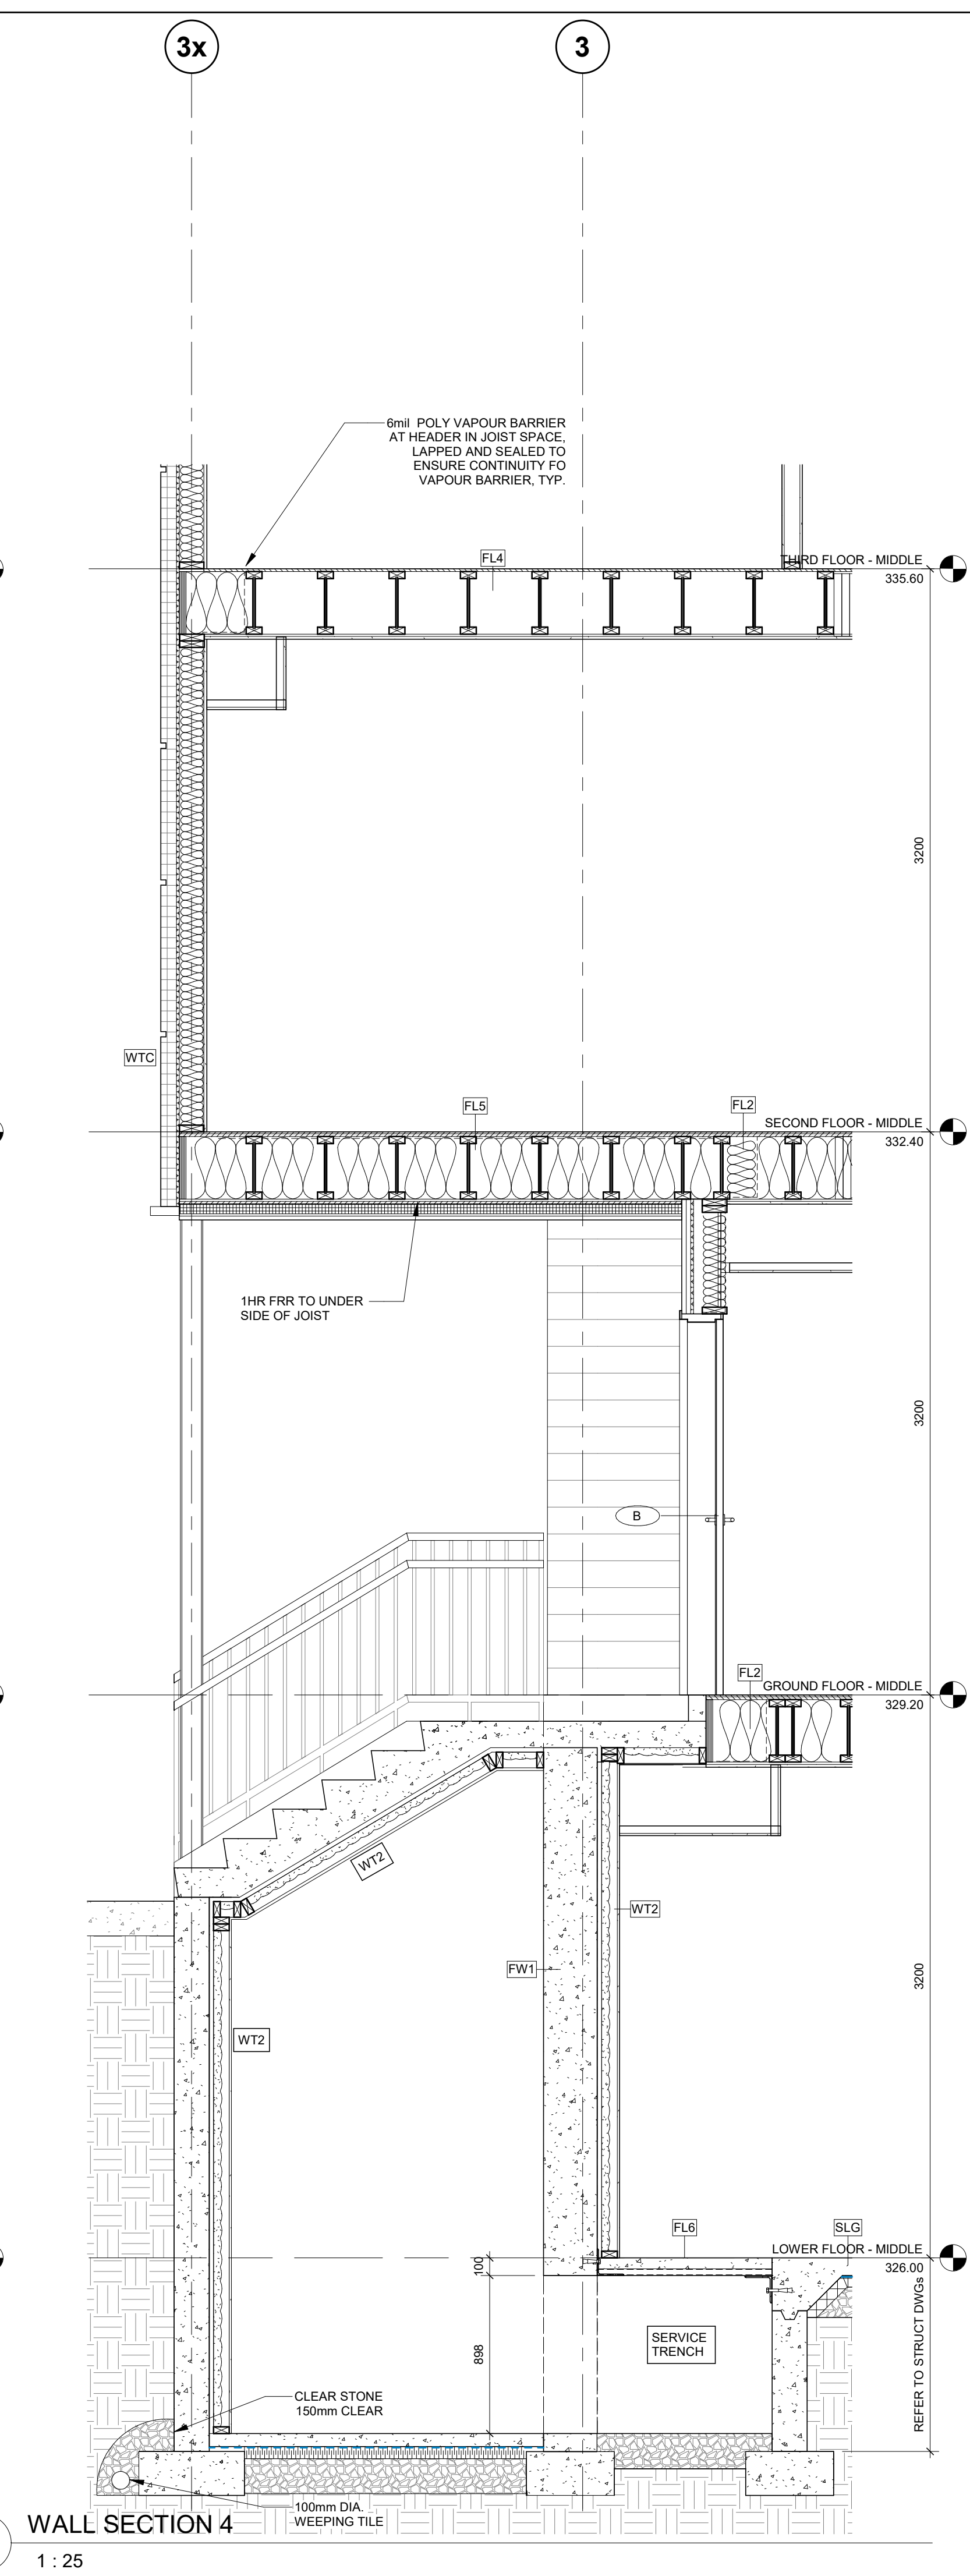 3x
3
6mil POLY VAPOUR BARRIER
AT HEADER IN JOIST SPACE,
LAPPED AND SEALED TO
ENSURE CONTINUITY FO
VAPOUR BARRIER, TYP.
FL4
THIRD FLOOR - MIDDLE
335.60
3200
WTC
FL5
FL2
SECOND FLOOR - MIDDLE
332.40
1HR FRR TO UNDER
SIDE OF JOIST
3200
B
FL2
GROUND FLOOR - MIDDLE
329.20
WT2
WT2
FW1
3200
WT2
FL6
SLG
LOWER FLOOR - MIDDLE
326.00
100
898
SERVICE
TRENCH
REFER TO STRUCT DWGs
CLEAR STONE
150mm CLEAR
100mm DIA.
WEEPING TILE
WALL SECTION 4
1 : 25